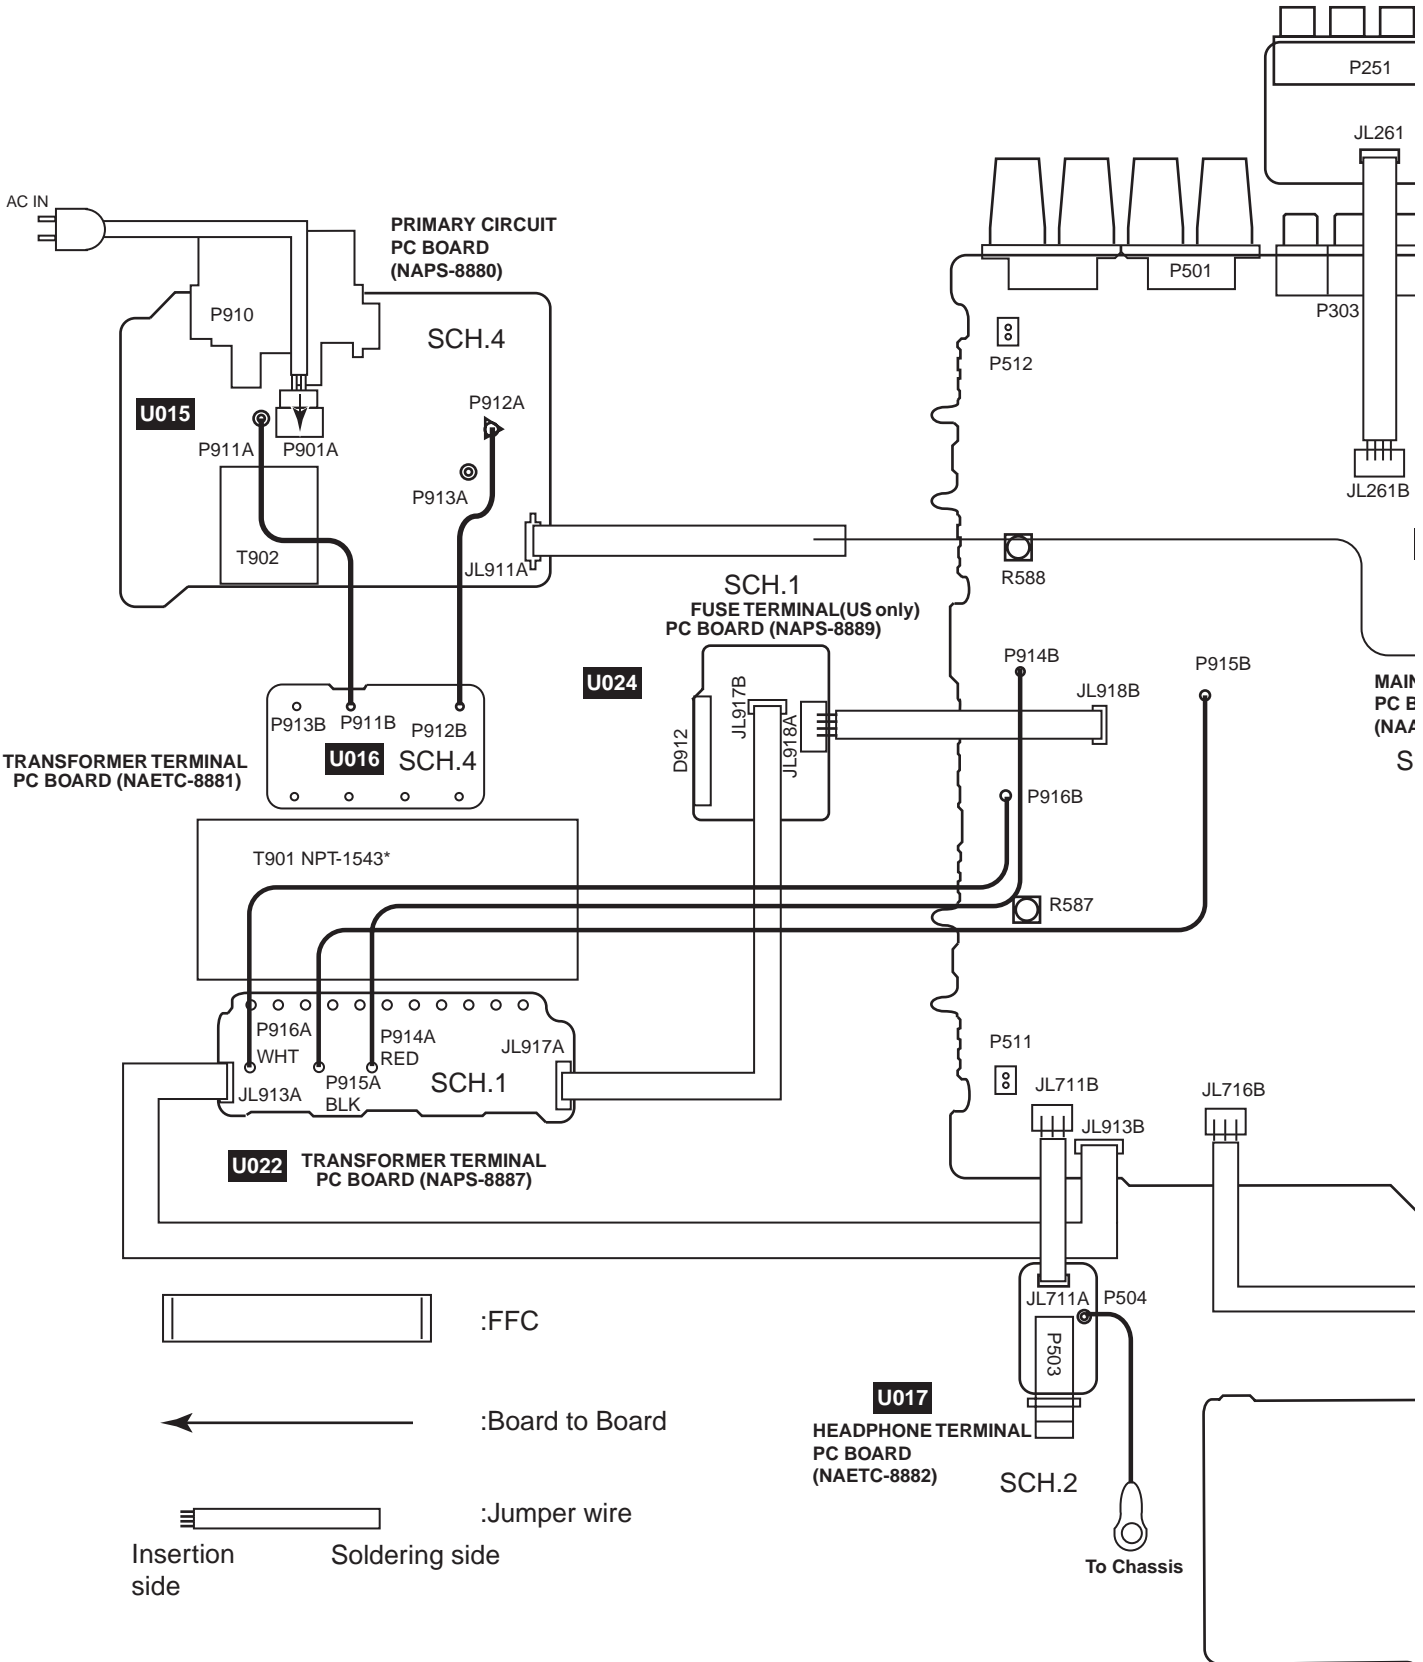 P251
JL261
AC IN
PRIMARY CIRCUIT
PC BOARD
(NAPS-8880)
P501
P910
P303
SCH.4
P512
P912A
U015
P911A
P901A
P913A
JL261B
T902
JL911A
R588
SCH.1
FUSE TERMINAL(US only)
PC BOARD (NAPS-8889)
P914B
P915B
U024
JL917B
JL918B
MAIN
PC B
P913B
P911B
P912B
D912
JL918A
U016
SCH.4
TRANSFORMER TERMINAL
PC BOARD (NAETC-8881)
P916B
T901 NPT-1543*
R587
P916A
WHT
P914A
RED
JL917A
P511
JL913A
P915A
BLK
SCH.1
JL711B
JL716B
JL913B
U022
TRANSFORMER TERMINAL
PC BOARD (NAPS-8887)
JL711A
P504
:FFC
P503
U017
:Board to Board
HEADPHONE TERMINAL
PC BOARD
(NAETC-8882)
SCH.2
:Jumper wire
Insertion
side
Soldering side
To Chassis